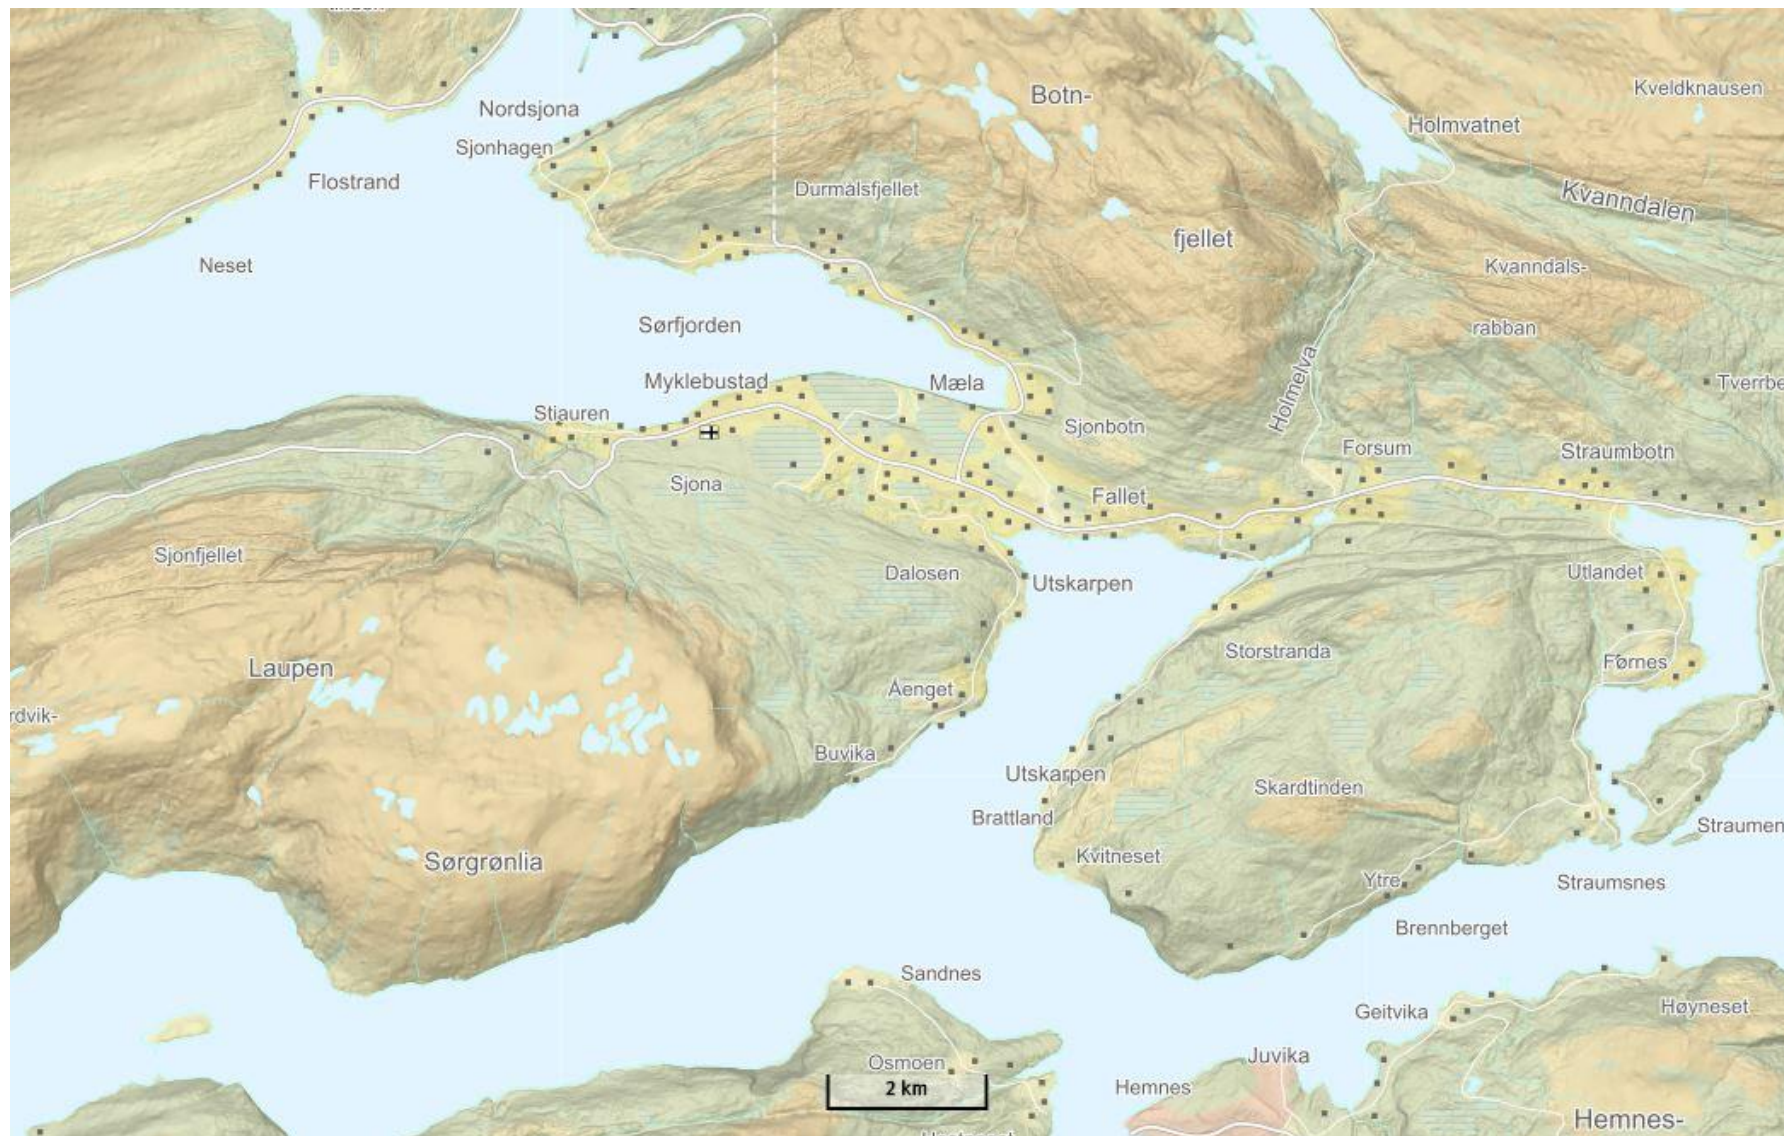 Botn-
Kveldknausen
Nordsjona
Holmvatnet
Sjonhagen
Flostrand
Durmålsfjellet
Kvanndalen
fjellet
Neset
Kvanndals-
Sørfjorden
rabban
Holmelva
Myklebustad
Mæla
Stiauren
Sjonbotn
Forsum
Straumbotn
Sjona
Fallet
Sjonfjellet
Dalosen
Utskarpen
Utlandet
Laupen
Storstranda
Førnes
Åenget
rdvik-
Buvika
Utskarpen
Skardtinden
Brattland
Straumen
Kvitneset
Sørgrønlia
Ytre
Straumsnes
Brennberget
Sandnes
Geitvika
Høyneset
Juvika
Osmoen
Hemnes
2 km
Hemnes-